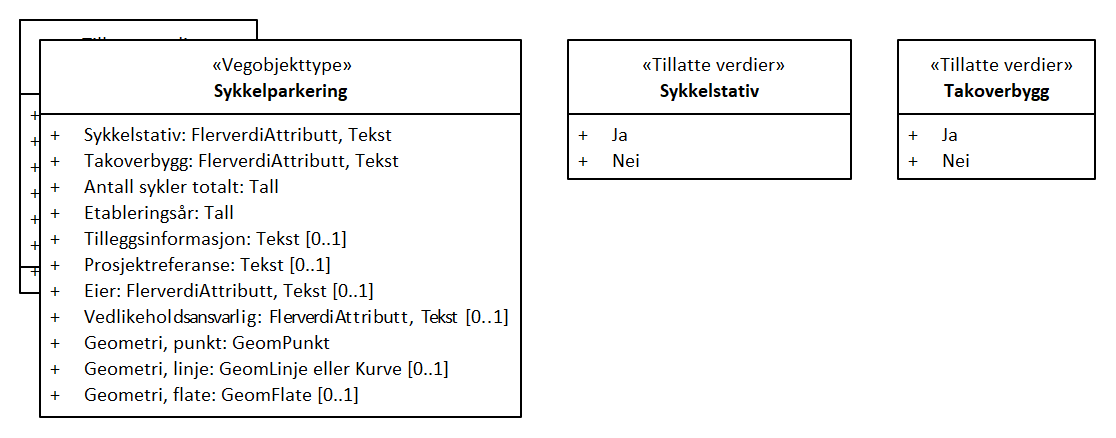 «Vegobjekttype»
Sykkelparkering
+ Sykkelstativ: FlerverdiAttributt, Tekst
+ Takoverbygg: FlerverdiAttributt, Tekst
+ Antall sykler totalt: Tall
+ Etableringsår: Tall
+ Tilleggsinformasjon: Tekst [0..1]
+ Prosjektreferanse: Tekst [0..1]
+ Eier: FlerverdiAttributt, Tekst [0..1]
+ Vedlikeholdsansvarlig: FlerverdiAttributt, Tekst [0..1]
+ Geometri, punkt: GeomPunkt
+ Geometri, linje: GeomLinje eller Kurve [0..1]
+ Geometri, flate: GeomFlate [0..1]
«Tillatte verdier»
Sykkelstativ
+ Ja
+ Nei
«Tillatte verdier»
Takoverbygg
+ Ja
+ Nei